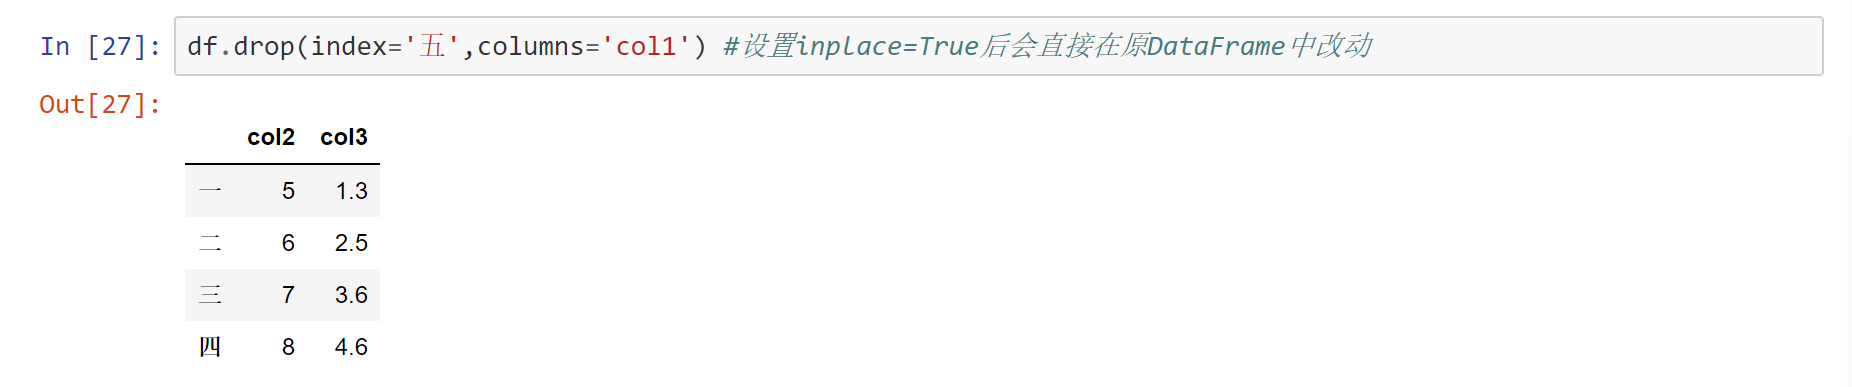 In [27]: df.drop(index='五',columns='col1') #设置inplace=True后会直接在原DataFrame中改动
Out[27]:
col2 col3
一 5 1.3
二 6 2.5
三 7 3.6
四 8 4.6